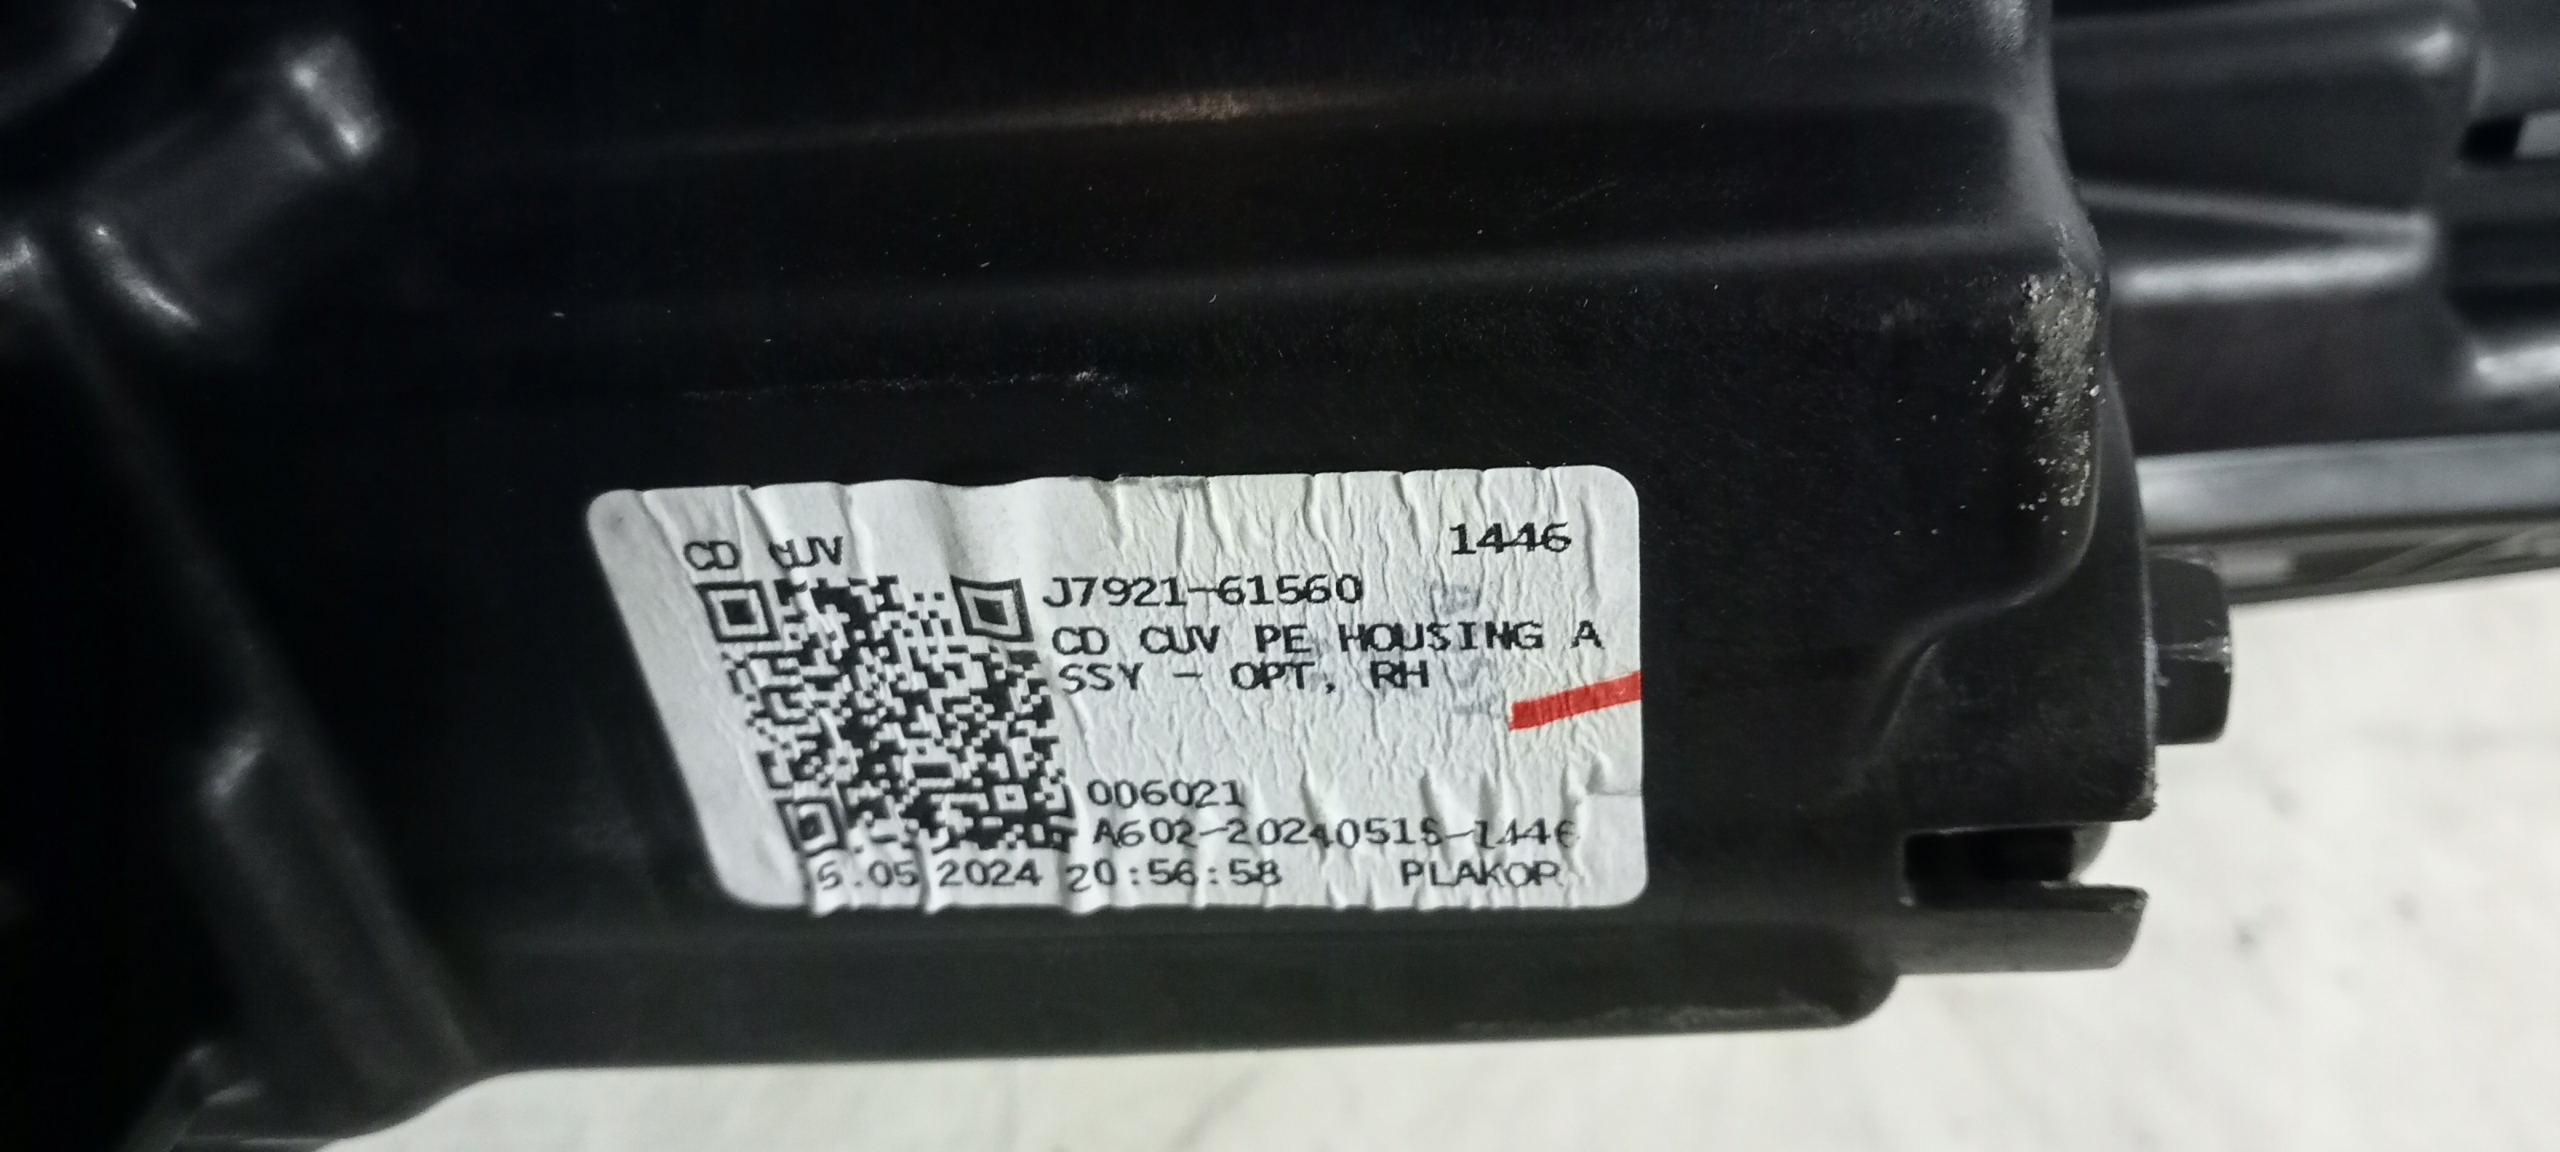 CD CUV
1446
J7921-61560
CD CUV PE HOUSING A
SSY - OPT, RH
006021
A602-20240515-1446
5.05 2024 20:56:58 PLAKOR